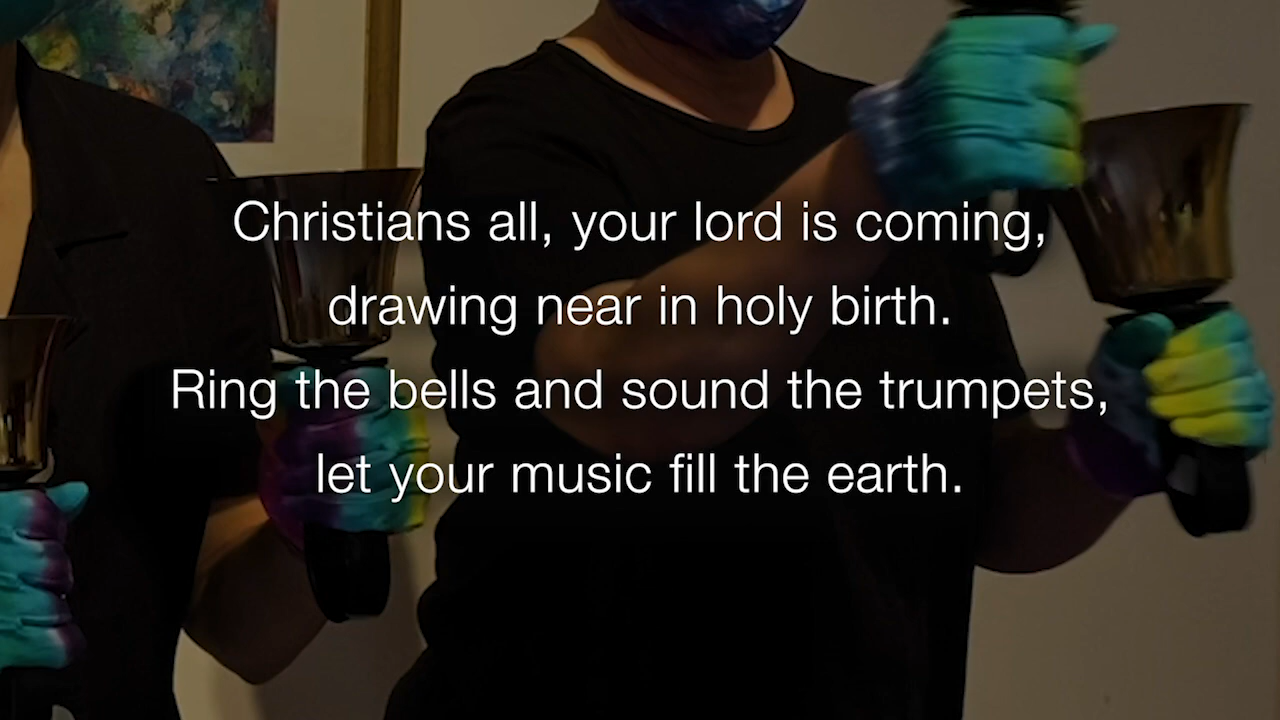 Christians all, your lord is coming,
drawing near in holy birth.
Ring the bells and sound the trumpets,
let your music fill the earth.